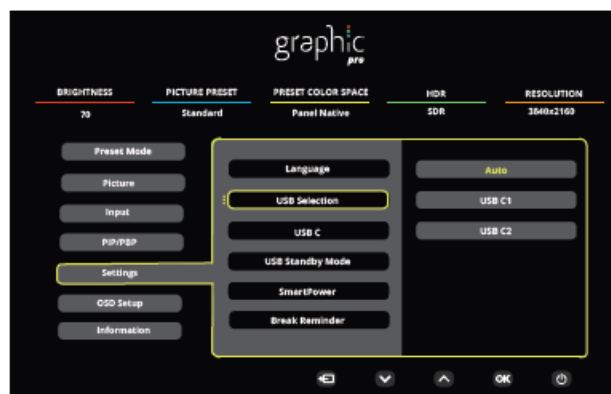 graphic
pro
BRIGHTNESS PICTURE PRESET PRESET COLOR SPACE HDR RESOLUTION
70 Standard Panel Native SDR 3840x2160
Preset Mode
Picture
Input
PIP/PBP
Settings
OSD Setup
Information
Language
USB Selection
USB C
USB Standby Mode
SmartPower
Break Reminder
Auto
USB C1
USB C2
OK